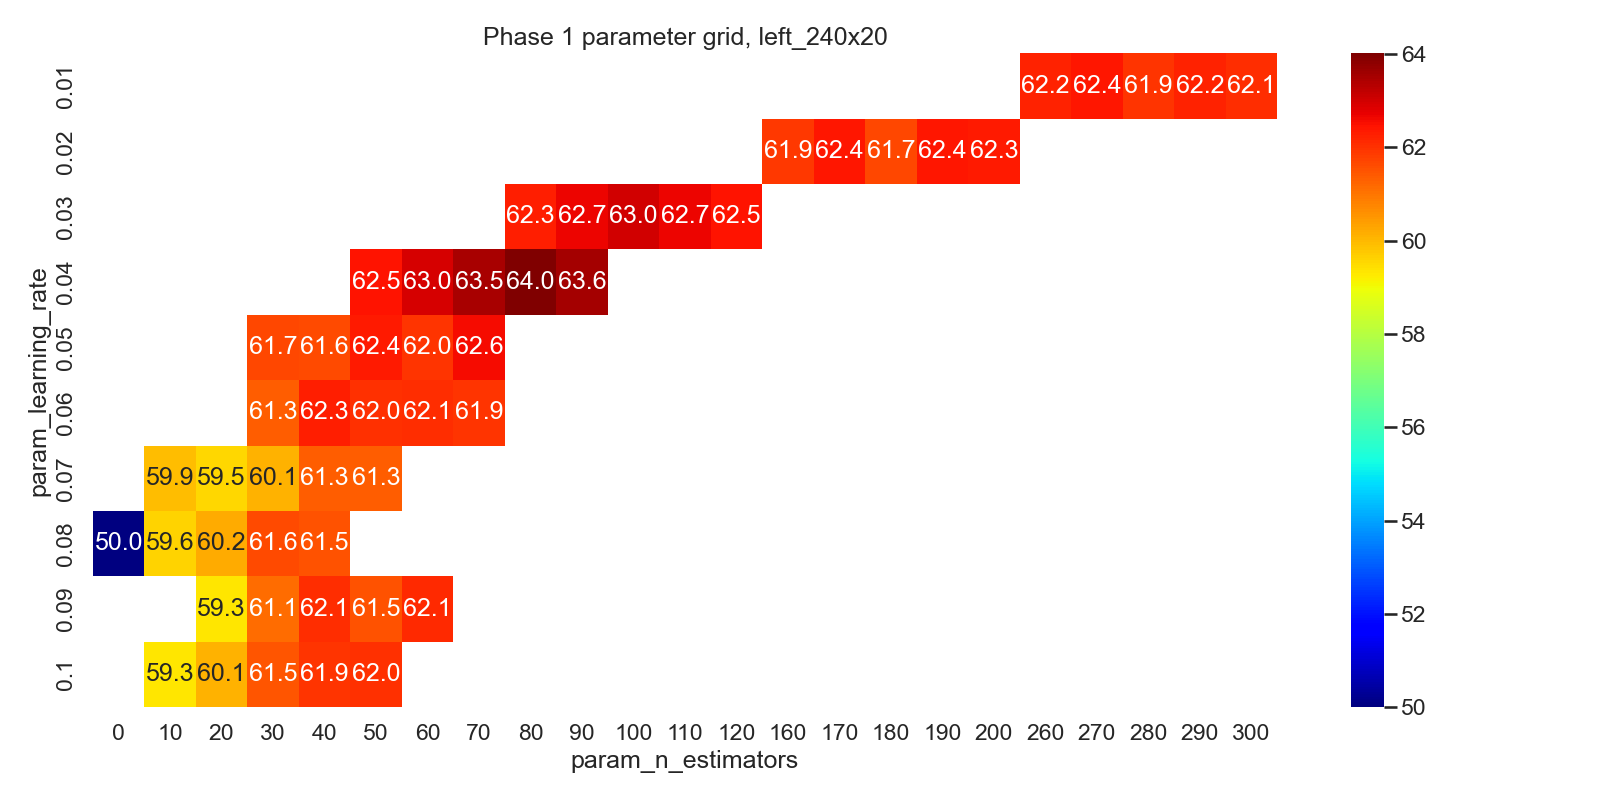 Phase 1 parameter grid, left_240x20
param_learning_rate
0.01 62.2 62.4 61.9 62.2 62.1
0.02 61.9 62.4 61.7 62.4 62.3
0.03 62.3 62.7 63.0 62.7 62.5
0.04 62.5 63.0 63.5 64.0 63.6
0.05 61.7 61.6 62.4 62.0 62.6
0.06 61.3 62.3 62.0 62.1 61.9
0.07 59.9 59.5 60.1 61.3 61.3
0.08 50.0 59.6 60.2 61.6 61.5
0.09 59.3 61.1 62.1 61.5 62.1
0.1 59.3 60.1 61.5 61.9 62.0
0 10 20 30 40 50 60 70 80 90 100 110 120 160 170 180 190 200 260 270 280 290 300
param_n_estimators
64
62
60
58
56
54
52
50